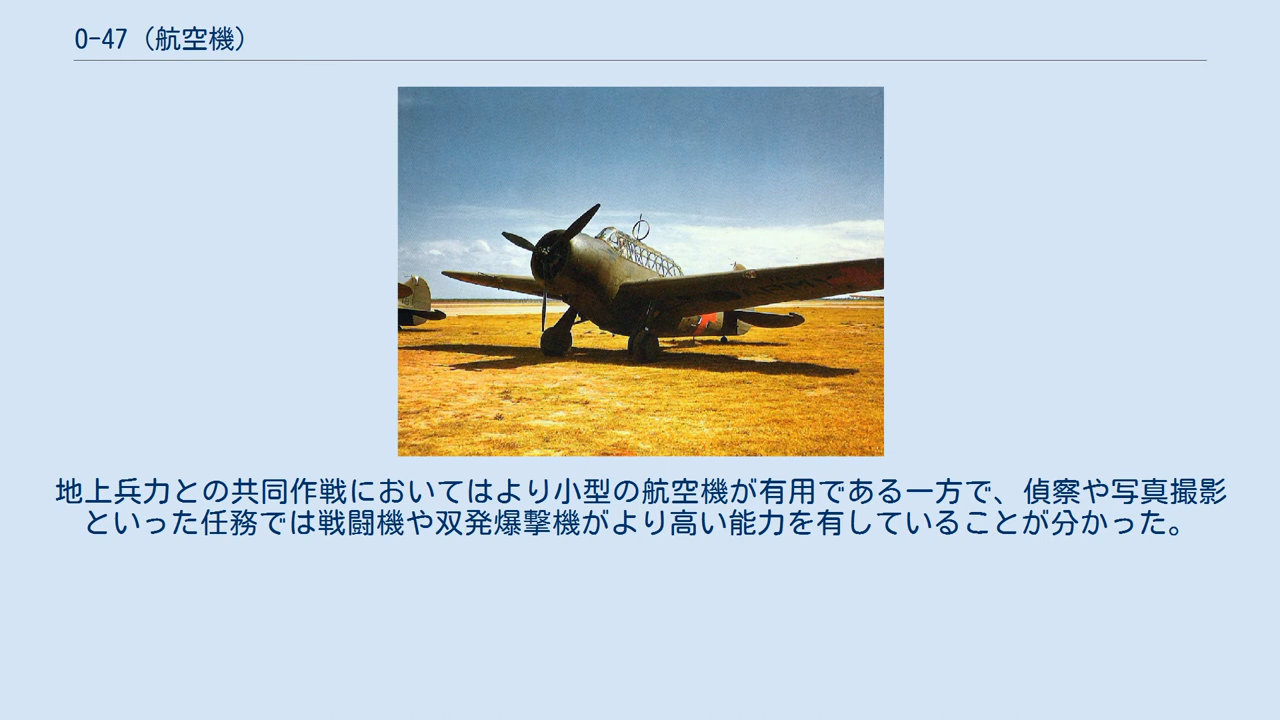 O-47（航空機）
地上兵力との共同作戦においてはより小型の航空機が有用である一方で、偵察や写真撮影
といった任務では戦闘機や双発爆撃機がより高い能力を有していることが分かった。